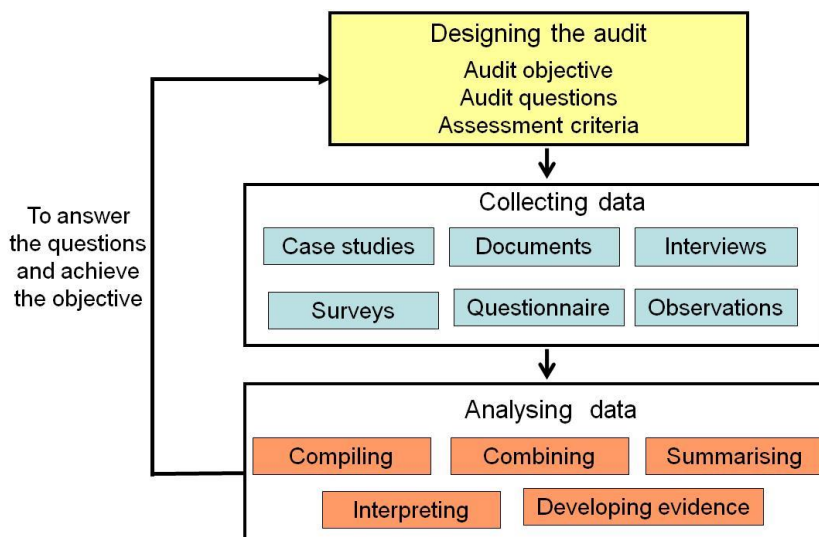 Designing the audit
Audit objective
Audit questions
Assessment criteria
To answer
the questions
and achieve
the objective
Collecting data
Case studies
Documents
Interviews
Surveys
Questionnaire
Observations
Analysing data
Compiling
Combining
Summarising
Interpreting
Developing evidence